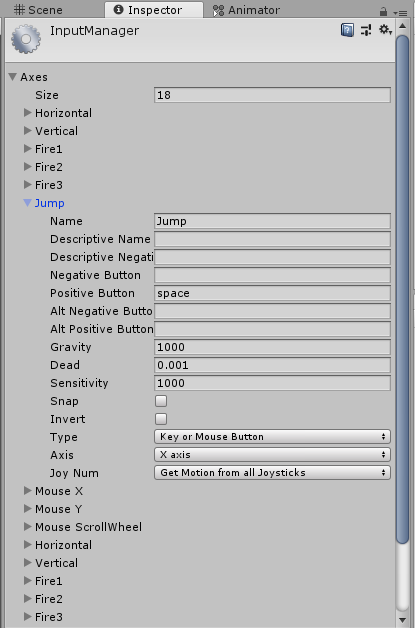 Scene Inspector Animator
InputManager
Axes
Size 18
Horizontal
Vertical
Fire1
Fire2
Fire3
Jump
Name Jump
Descriptive Name
Descriptive Negati
Negative Button
Positive Button space
Alt Negative Butto
Alt Positive Button
Gravity 1000
Dead 0.001
Sensitivity 1000
Snap
Invert
Type Key or Mouse Button
Axis X axis
Joy Num Get Motion from all Joysticks
Mouse X
Mouse Y
Mouse ScrollWheel
Horizontal
Vertical
Fire1
Fire2
Fire3